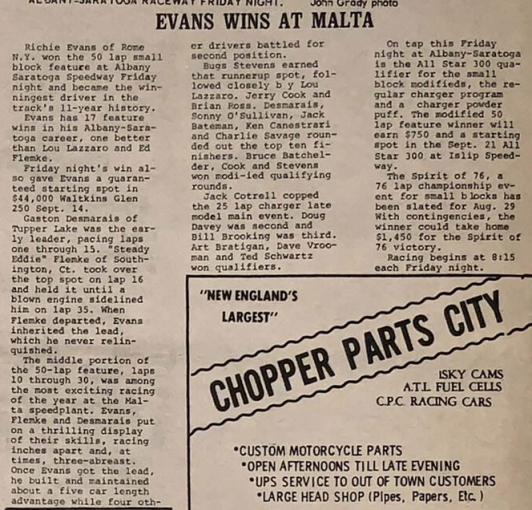 ALBANY-SARATOGA RACEWAY FRIDAY NIGHT. John Grady photo
EVANS WINS AT MALTA
Richie Evans of Rome
N.Y. won the 50 lap small
block feature at Albany
Saratoga Speedway Friday
night and became the win-
ningest driver in the
track's 11-year history.
Evans has 17 feature
wins in his Albany-Sara-
toga career, one better
than Lou Lazzaro and Ed
Flemke.
Friday night's win al-
so gave Evans a guaran-
teed starting spot in
$44,000 Waltkins Glen
250 Sept. 14.
Gaston Desmarais of
Tupper Lake was the ear-
ly leader, pacing laps
one through 15. "Steady
Eddie" Flemke of South-
ington, Ct. took over
the top spot on lap 16
and held it until a
blown engine sidelined
him on lap 35. When
Flemke departed, Evans
inherited the lead,
which he never relin-
quished.
The middle portion of
the 50-lap feature, laps
10 through 30, was among
the most exciting racing
of the year at the Mal-
ta speedplant. Evans,
Flemke and Desmarais put
on a thrilling display
of their skills, racing
inches apart and, at
times, three-abreast.
Once Evans got the lead,
he built and maintained
about a five car length
advantage while four oth-
er drivers battled for
second position.
Bugs Stevens earned
that runnerup spot, fol-
lowed closely b y Lou
Lazzaro. Jerry Cook and
Brian Ross. Desmarais,
Sonny O'Sullivan, Jack
Bateman, Ken Canestrari
and Charlie Savage roun-
ded out the top ten fi-
nishers. Bruce Batchel-
der, Cook and Stevens
won modi-ied qualifying
rounds.
Jack Cotrell copped
the 25 lap charger late
model main event. Doug
Davey was second and
Bill Brooking was third.
Art Bratigan, Dave Vroo-
man and Ted Schwartz
won qualifers.
On tap this Friday
night at Albany-Saratoga
is the All Star 300 qua-
lifier for the small
block modifieds, the re-
gular charger program
and a charger powder
puff. The modified 50
lap feature winner will
earn $750 and a starting
spot in the Sept. 21 All
Star 300 at Islip Speed-
way.
The Spirit of 76, a
76 lap championship ev-
ent for small blocks has
been slated for Aug. 29
With contingencies, the
winner could take home
$1,450 for the Spirit of
76 victory.
Racing begins at 8:15
each Friday night.
"NEW ENGLAND'S
LARGEST"
CHOPPER PARTS CITY
ISKY CAMS
A.T.L. FUEL CELLS
C.P.C. RACING CARS
*CUSTOM MOTORCYCLE PARTS
*OPEN AFTERNOONS TILL LATE EVENING
*UPS SERVICE TO OUT OF TOWN CUSTOMERS
*LARGE HEAD SHOP (Pipes, Papers, Etc.)